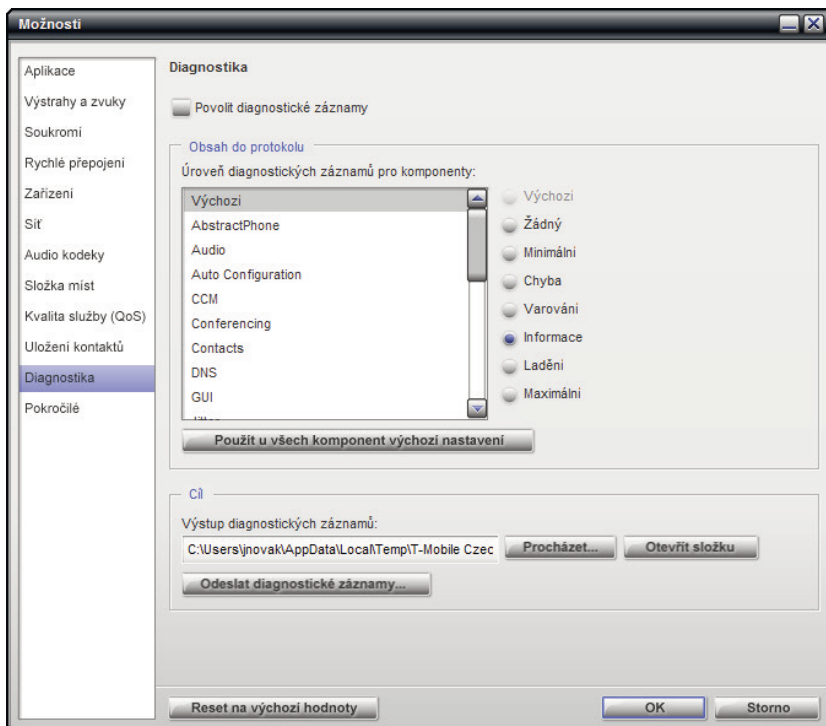 Možnosti
Aplikace
Výstrahy a zvuky
Soukromí
Rychlé přepojení
Zařízení
Síť
Audio kodeky
Složka míst
Kvalita služby (QoS)
Uložení kontaktů
Diagnostika
Pokročilé
Diagnostika
Povolit diagnostické záznamy
Obsah do protokolu
Úroveň diagnostických záznamů pro komponenty:
Výchozí
AbstractPhone
Audio
Auto Configuration
CCM
Conferencing
Contacts
DNS
GUI
Výchozí
Žádný
Minimální
Chyba
Varování
Informace
Ladění
Maximální
Použít u všech komponent výchozí nastavení
Cíl
Výstup diagnostických záznamů:
C:\Users\jnovak\AppData\Local\Temp\T-Mobile Czec
Procházet...
Otevřít složku
Odeslat diagnostické záznamy...
Reset na výchozí hodnoty
OK
Storno